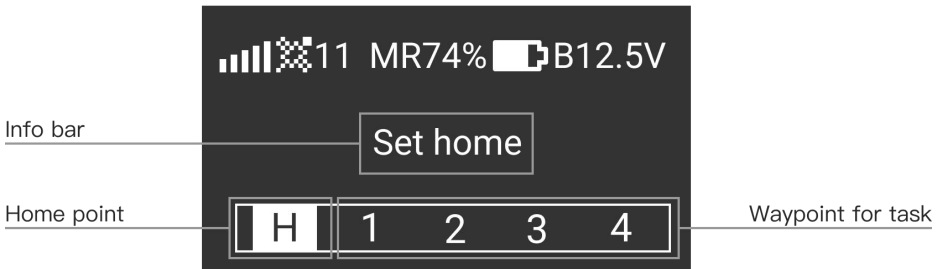 11 MR74% B12.5V
Info bar
Set home
Home point
H 1 2 3 4
Waypoint for task